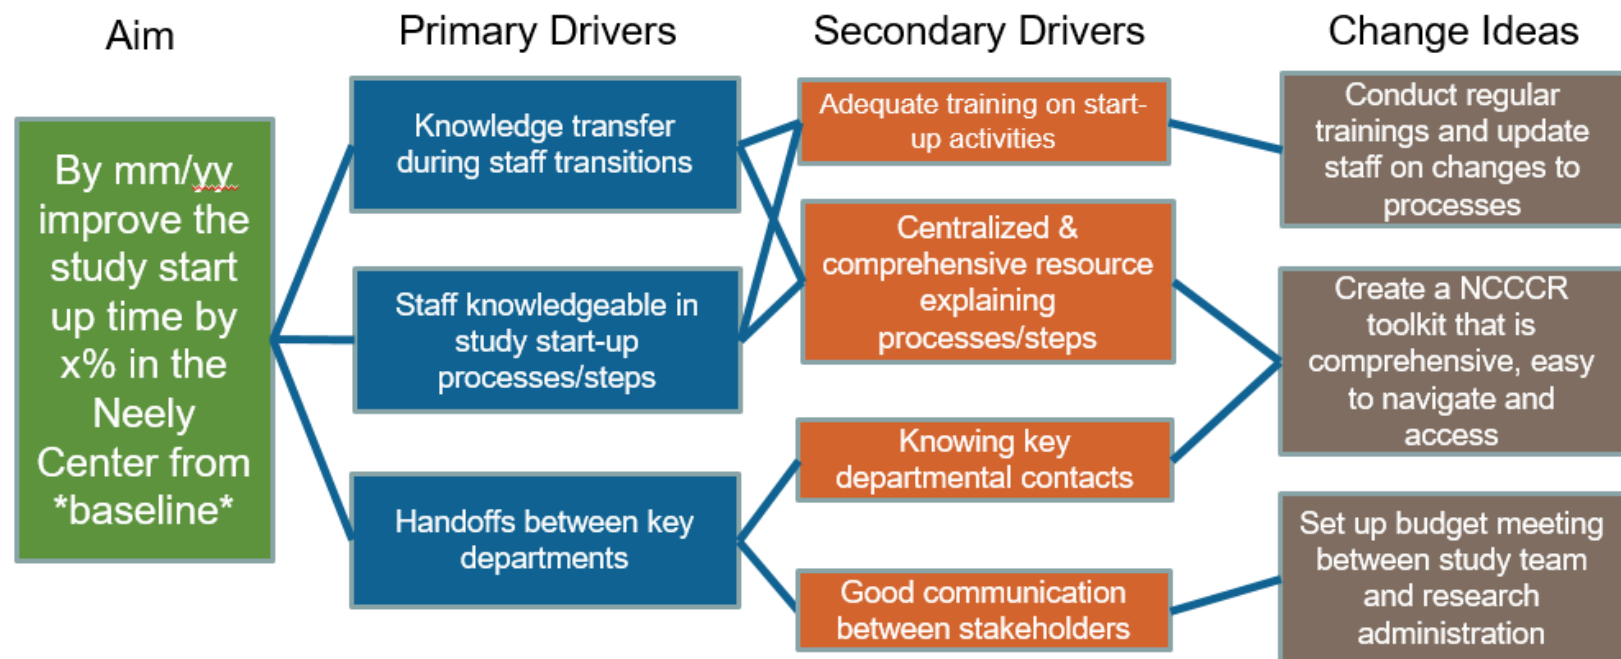 Aim
Primary Drivers
Secondary Drivers
Change Ideas
By mm/yy
improve the
study start
up time by
x% in the
Neely
Center from
*baseline*
Knowledge transfer
during staff transitions
Staff knowledgeable in
study start-up
processes/steps
Handoffs between key
departments
Adequate training on start-
up activities
Centralized &
comprehensive resource
explaining
processes/steps
Knowing key
departmental contacts
Good communication
between stakeholders
Conduct regular
trainings and update
staff on changes to
processes
Create a NCCCR
toolkit that is
comprehensive, easy
to navigate and
access
Set up budget meeting
between study team
and research
administration